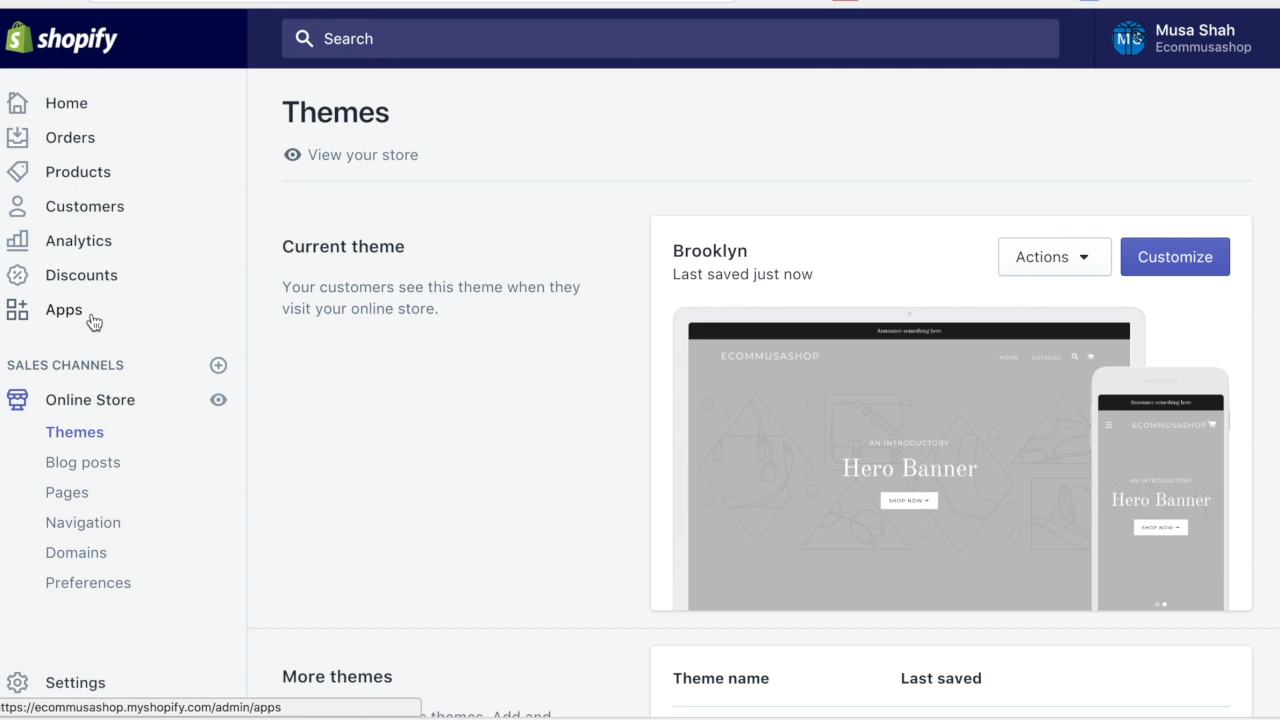 shopify
Search
MS
Musa Shah
Ecommusashop
Home
Orders
Products
Customers
Analytics
Discounts
Apps
SALES CHANNELS
Online Store
Themes
Blog posts
Pages
Navigation
Domains
Preferences
Settings
ttps://ecommusashop.myshopify.com/admin/apps
Themes
View your store
Current theme
Your customers see this theme when they
visit your online store.
Brooklyn
Last saved just now
Actions
Customize
Announce something here
ECOMMUSASHOP
HOME CATALOG
AN INTRODUCTORY
Hero Banner
SHOP NOW →
Announce something here
ECOMMUSASHOP
AN INTRODUCTORY
Hero Banner
SHOP NOW →
More themes
themes. Add and
Theme name Last saved